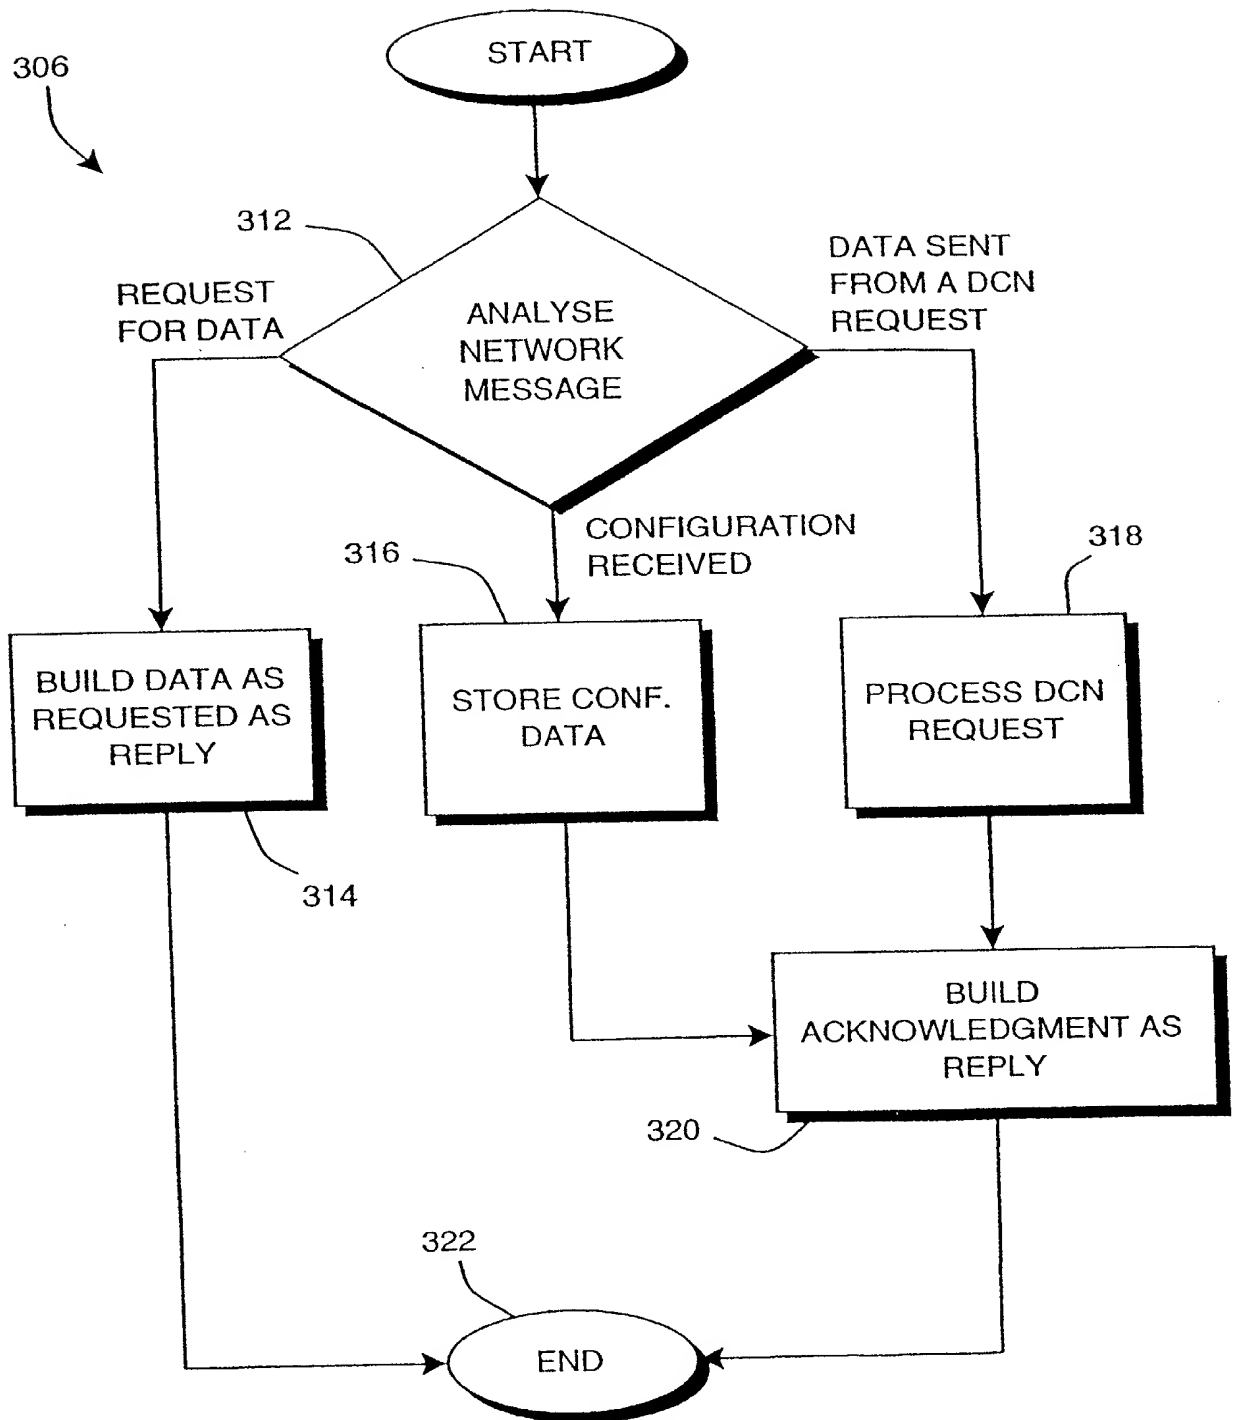 START
306
312
DATA SENT
FROM A DCN
REQUEST
REQUEST
FOR DATA
ANALYSE
NETWORK
MESSAGE
CONFIGURATION
RECEIVED
316
318
BUILD DATA AS
REQUESTED AS
REPLY
STORE CONF.
DATA
PROCESS DCN
REQUEST
314
BUILD
ACKNOWLEDGMENT AS
REPLY
320
322
END